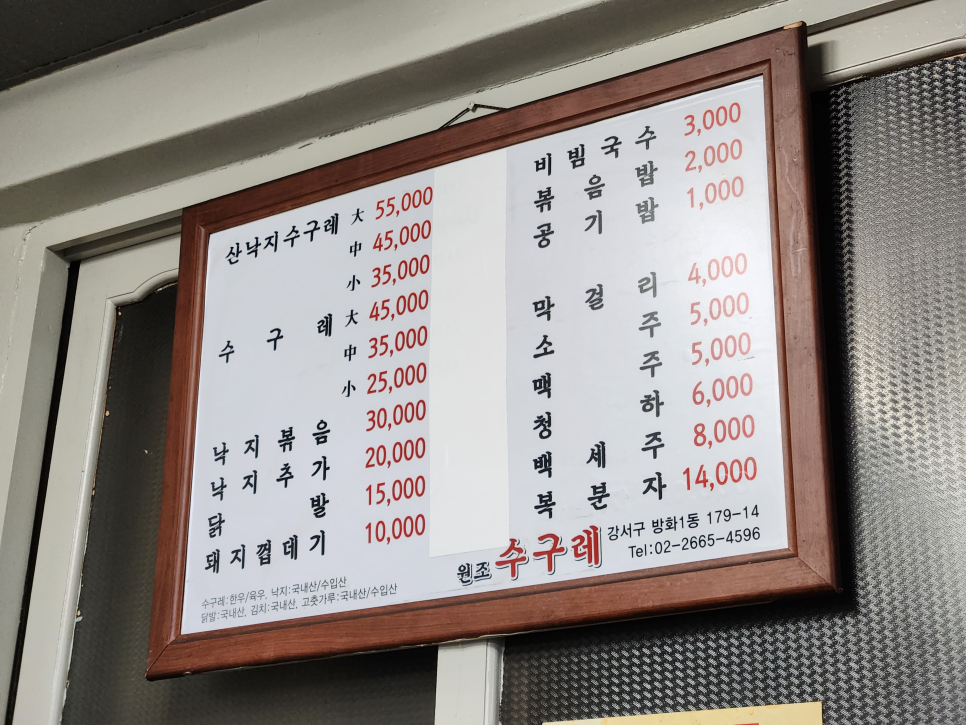 산낙지수구레 大 55,000
中 45,000
小 35,000
수구레 大 45,000
中 35,000
小 25,000
낙지볶음 30,000
낙지추가 20,000
닭발 15,000
돼지껍데기 10,000
수구레:한우/육우, 낙지:국내산/수입산
닭발:국내산, 김치:국내산, 고춧가루:국내산/수입산
비빔국수 3,000
볶음밥 2,000
공기밥 1,000
막걸리 4,000
소주 5,000
맥주 5,000
청하 6,000
백세주 8,000
복분자 14,000
원조 수구레
강서구 방화1동 179-14
Tel:02-2665-4596